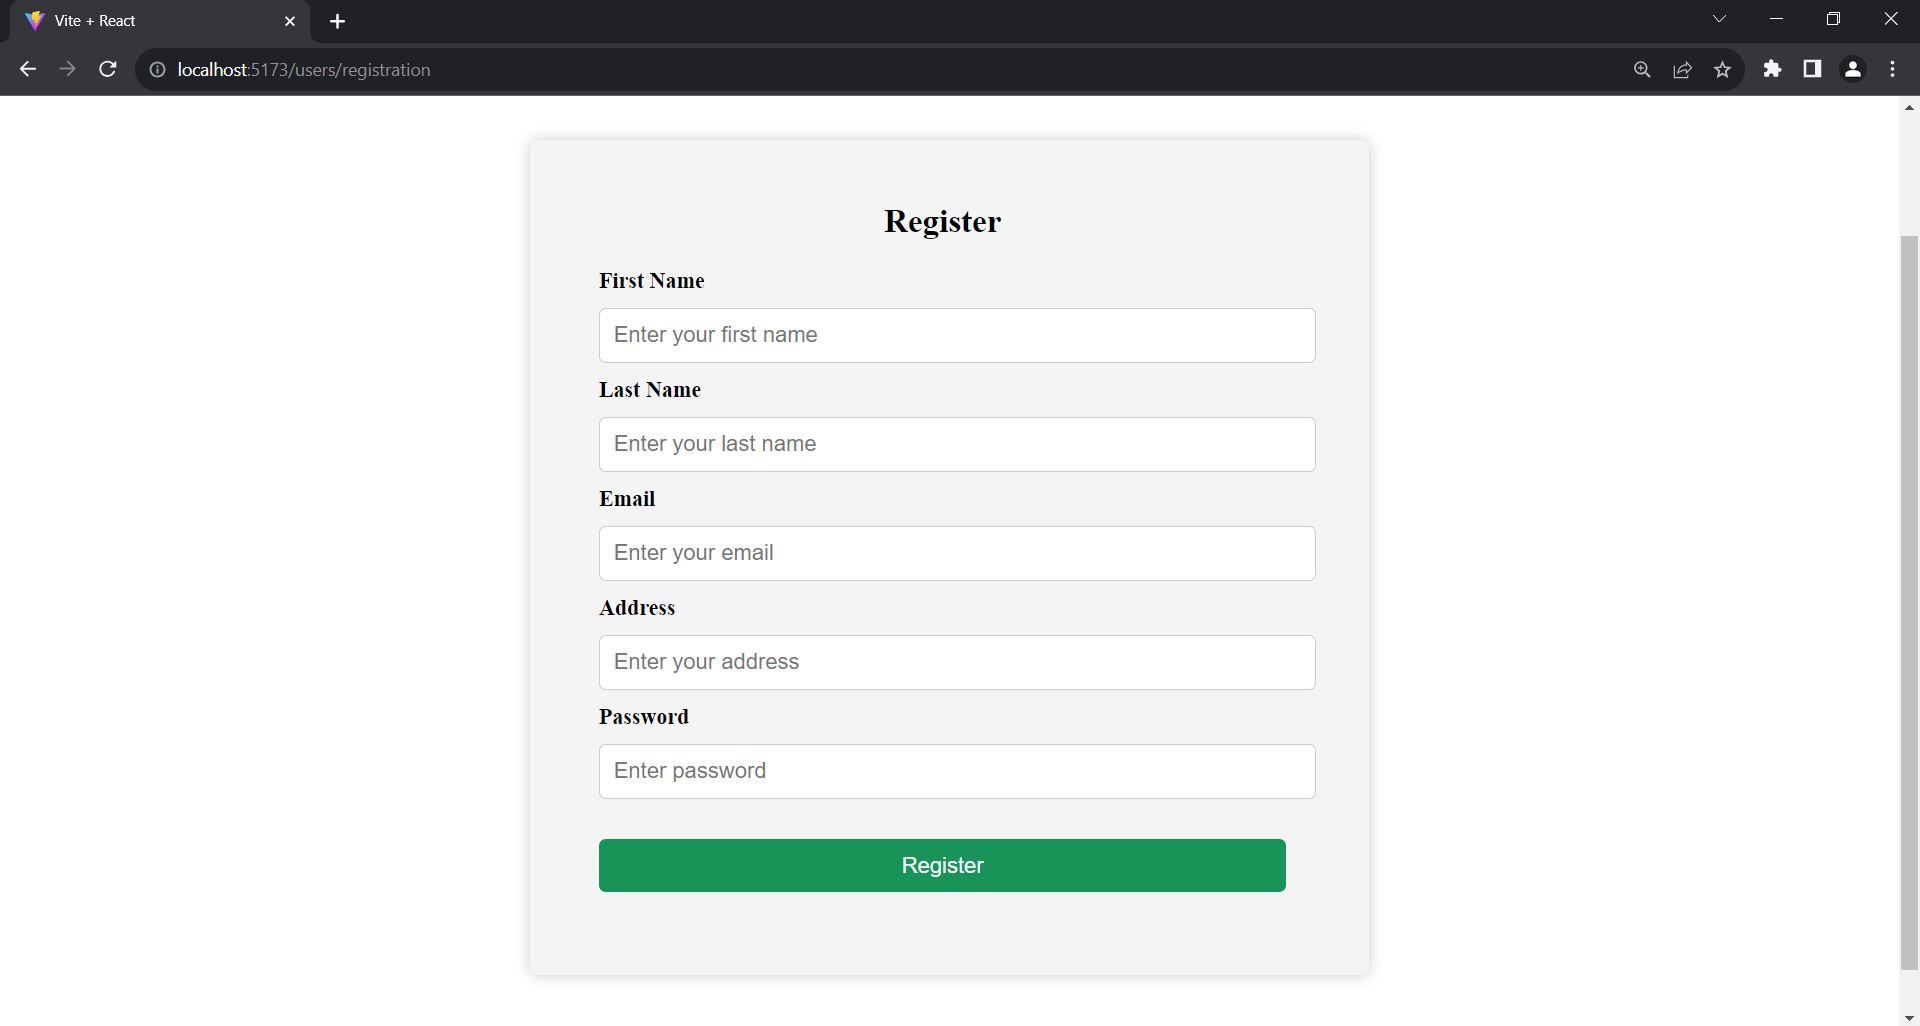 Vite + React
localhost:5173/users/registration
Register
First Name
Enter your first name
Last Name
Enter your last name
Email
Enter your email
Address
Enter your address
Password
Enter password
Register